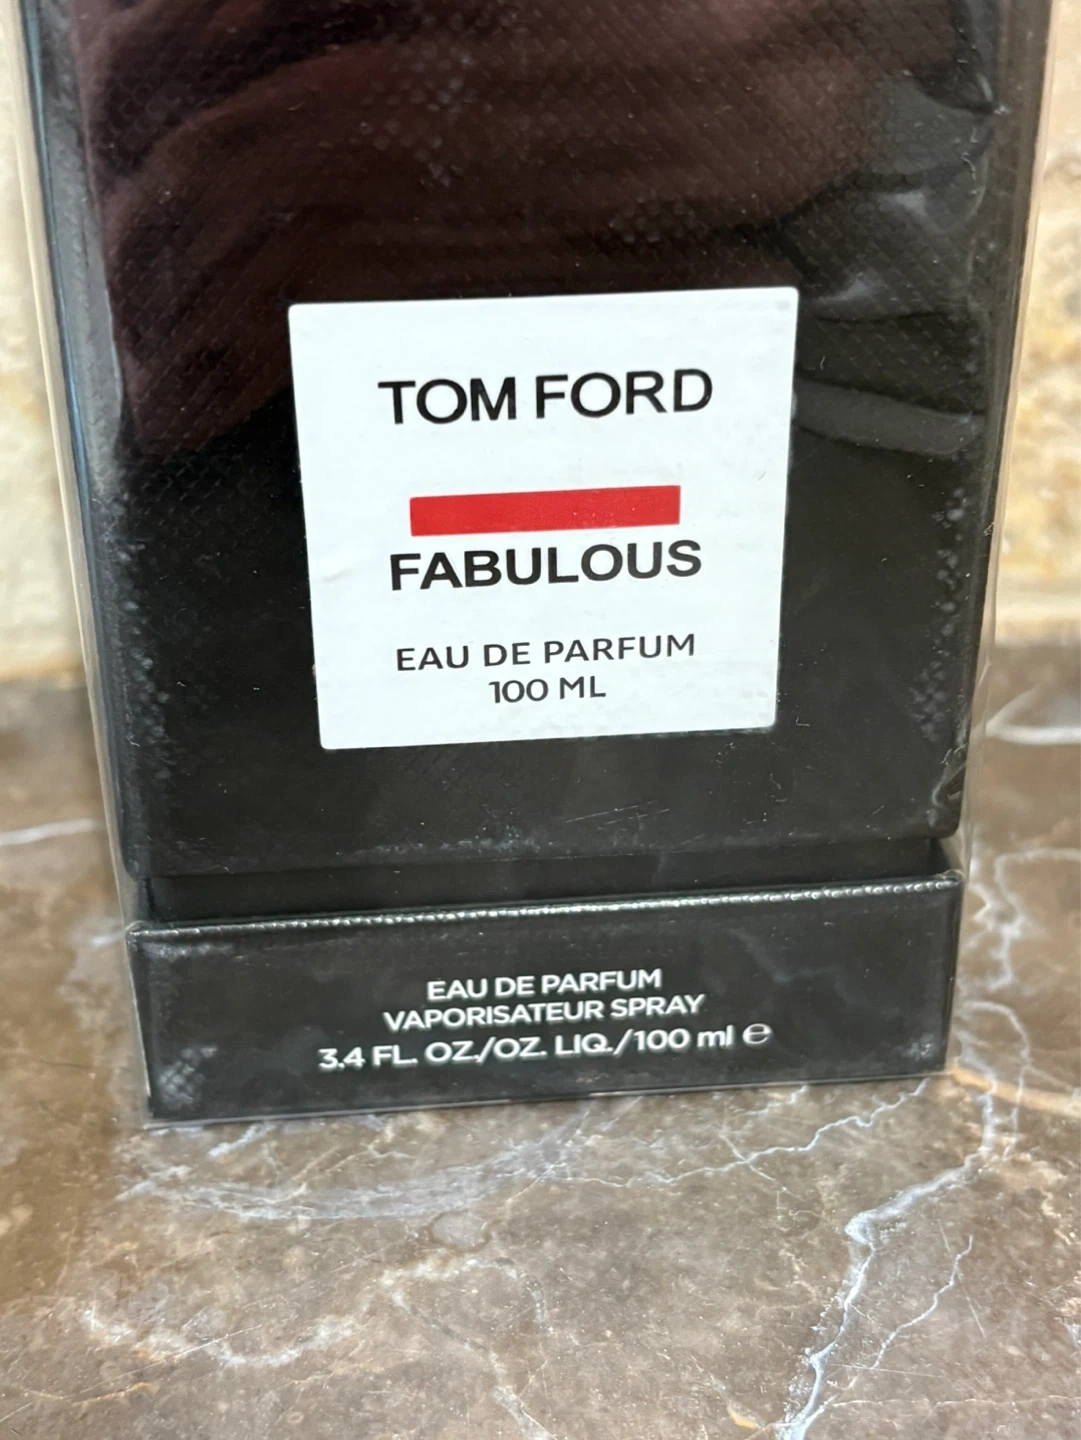 TOM FORD
FABULOUS
EAU DE PARFUM
100 ML
EAU DE PARFUM
VAPORISATEUR SPRAY
3.4 FL. OZ./OZ. LIQ./100 ml ℮